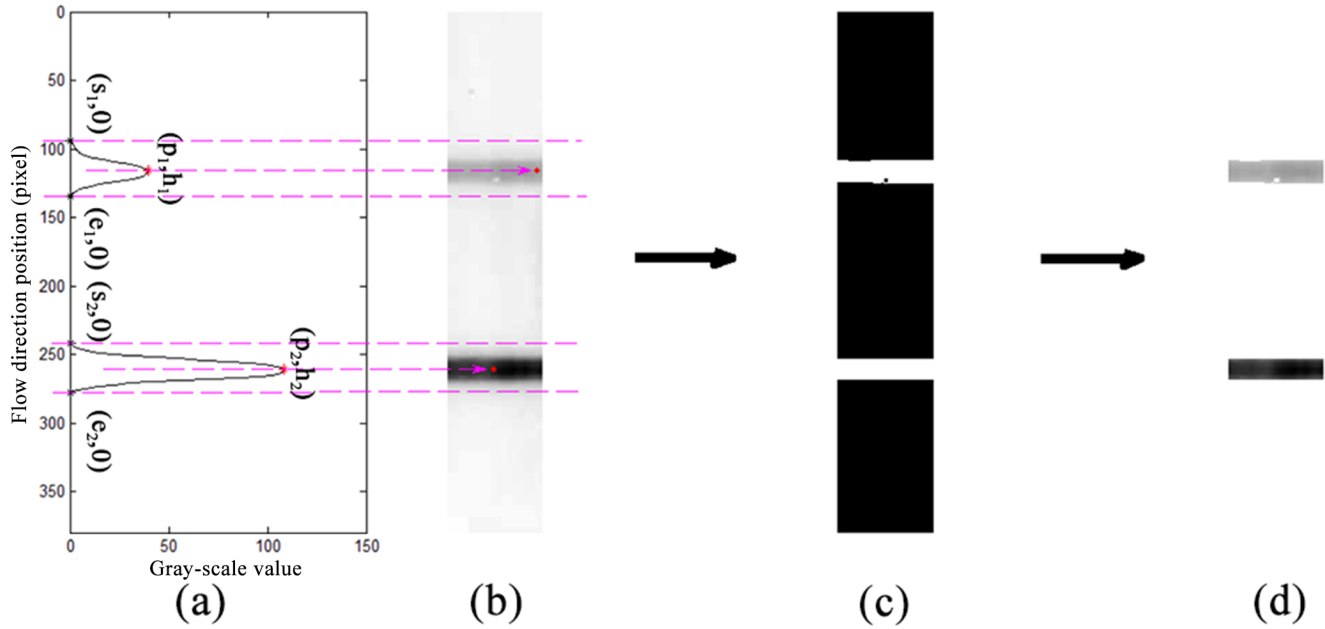 0
50
100
150
200
250
300
350
Flow direction position (pixel)
(s1,0)
(p1,h1)
(e1,0)
(s2,0)
(p2,h2)
(e2,0)
0
50
100
150
Gray-scale value
(a)
(b)
(c)
(d)